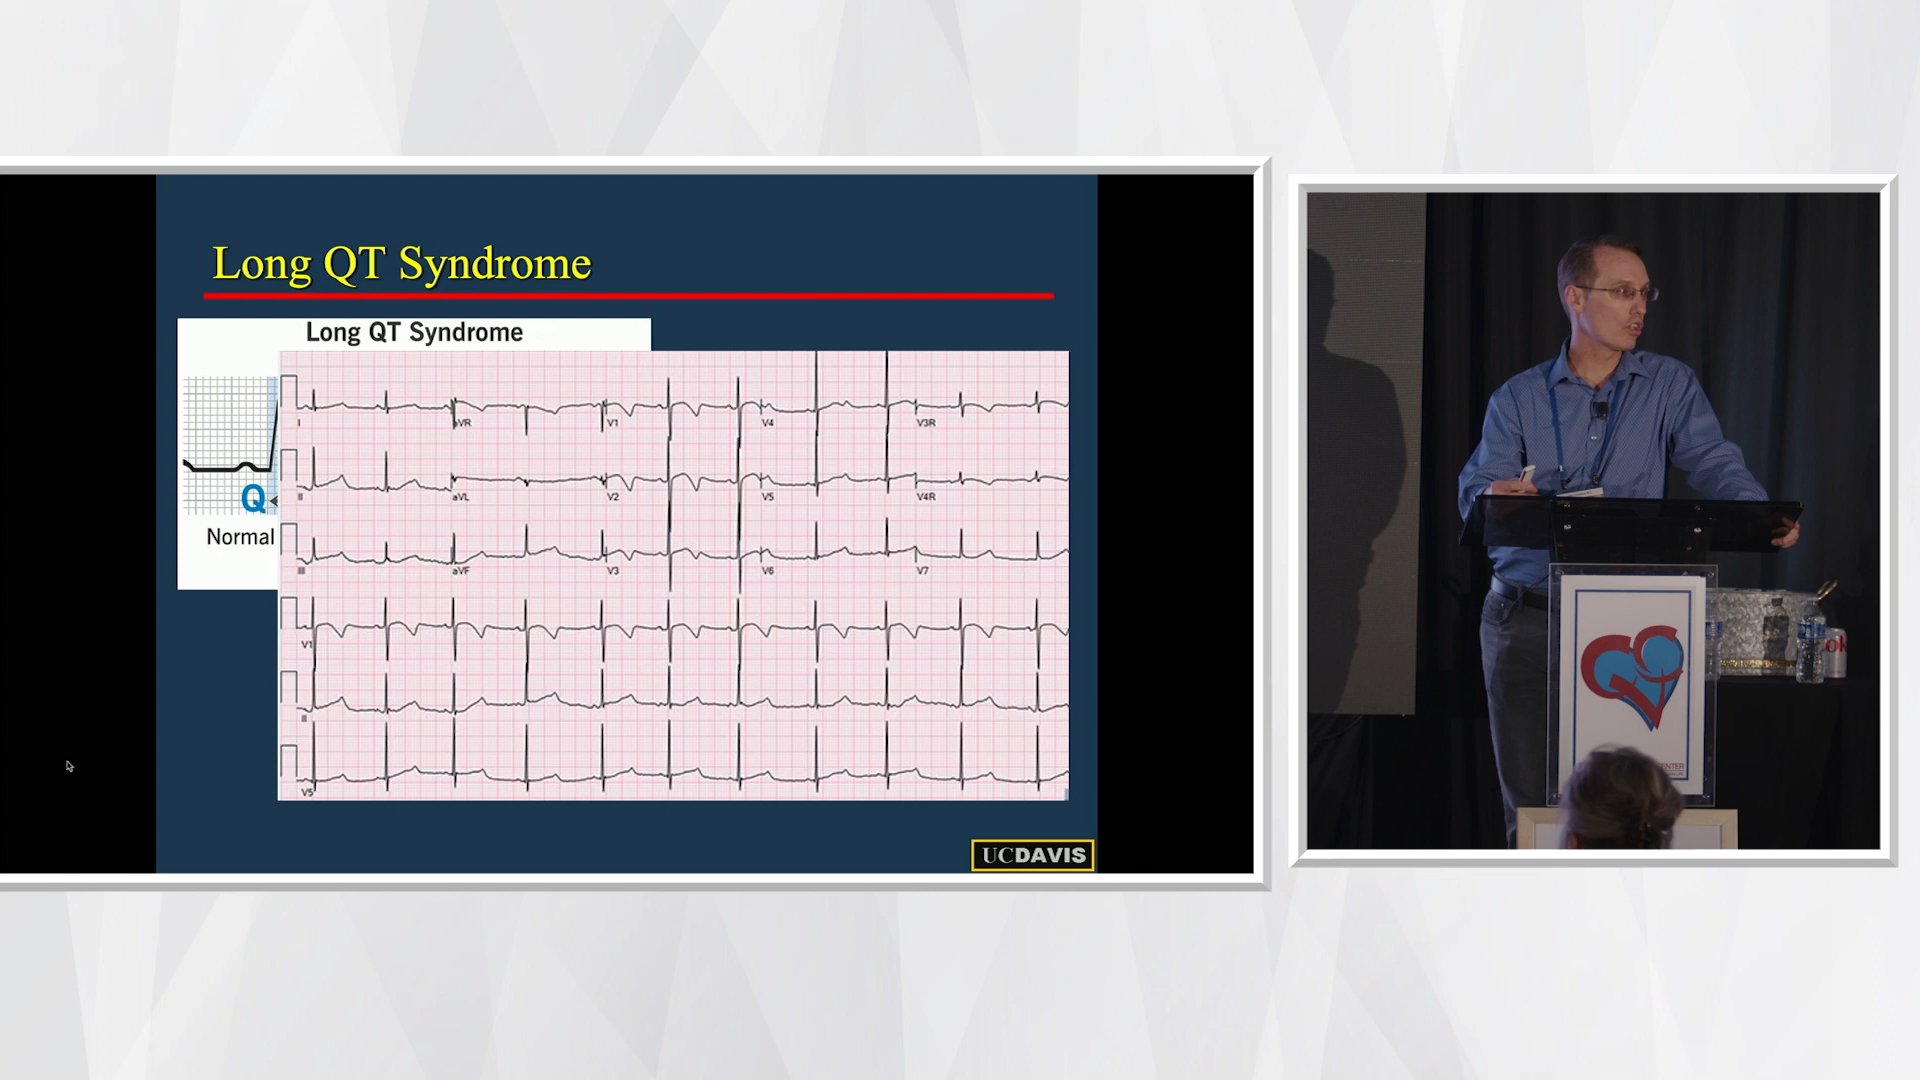 Long QT Syndrome
Long QT Syndrome
Q
Normal
I
aVR
V1
V4
V3R
II
aVL
V2
V5
V4R
III
aVF
V3
V6
V7
V1
II
V5
UCDAVIS